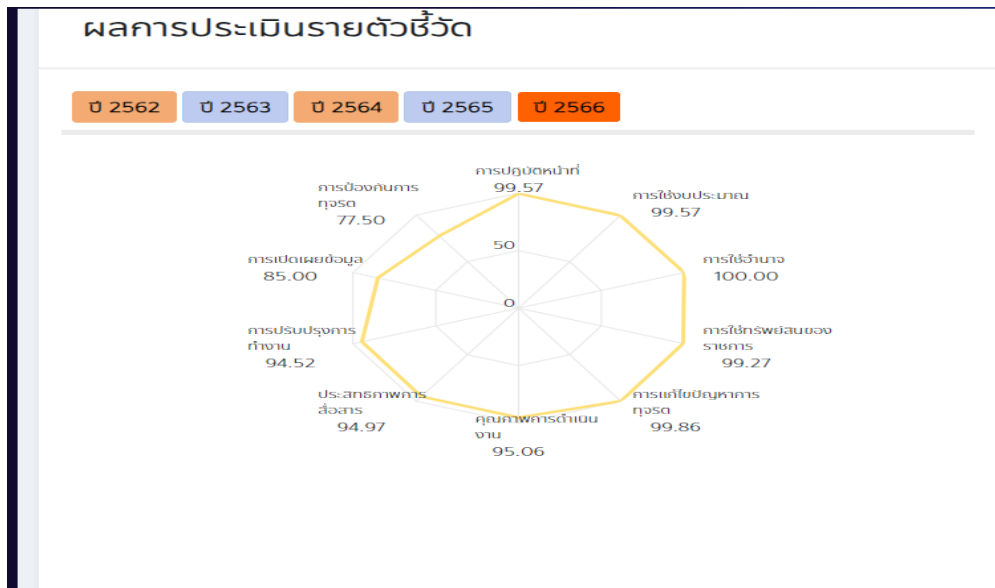 ผลการประเมินรายตัวชี้วัด
ปี 2562
ปี 2563
ปี 2564
ปี 2565
ปี 2566
การปฏิบัติหน้าที่
99.57
การใช้งบประมาณ
99.57
การใช้อำนาจ
100.00
การใช้ทรัพย์สินของ
ราชการ
99.27
การแก้ไขปัญหาการ
ทุจริต
99.86
คุณภาพการดำเนิน
งาน
95.06
ประสิทธิภาพการ
สื่อสาร
94.97
การปรับปรุงการ
ทำงาน
94.52
การเปิดเผยข้อมูล
85.00
การป้องกันการ
ทุจริต
77.50
50
0